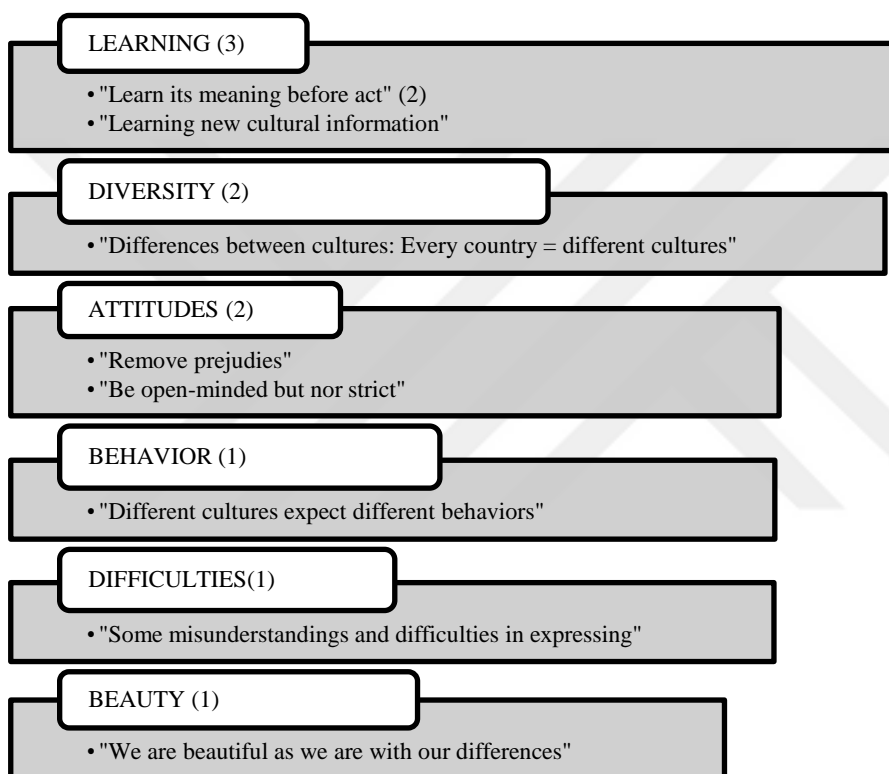 LEARNING (3)
• "Learn its meaning before act" (2)
• "Learning new cultural information"
DIVERSITY (2)
• "Differences between cultures: Every country = different cultures"
ATTITUDES (2)
• "Remove prejudies"
• "Be open-minded but nor strict"
BEHAVIOR (1)
• "Different cultures expect different behaviors"
DIFFICULTIES(1)
• "Some misunderstandings and difficulties in expressing"
BEAUTY (1)
• "We are beautiful as we are with our differences"